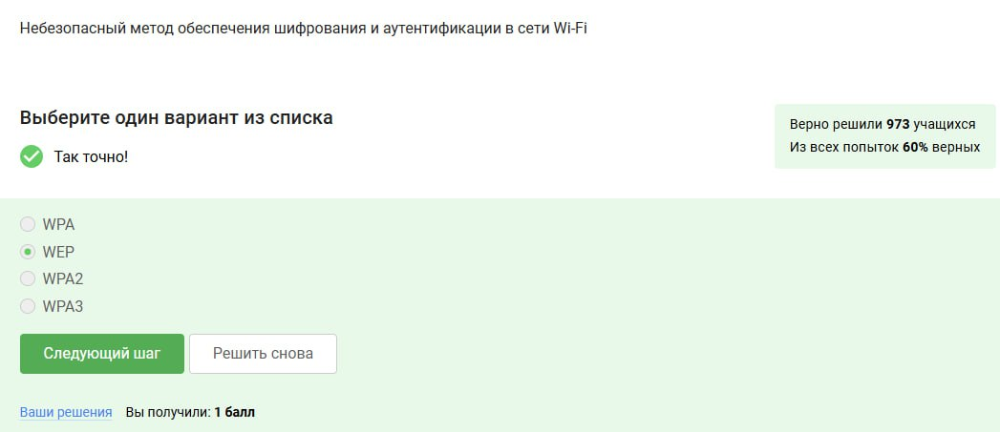 Небезопасный метод обеспечения шифрования и аутентификации в сети Wi-Fi
Выберите один вариант из списка
Так точно!
Верно решили 973 учащихся
Из всех попыток 60% верных
WPA
WEP
WPA2
WPA3
Следующий шаг
Решить снова
Ваши решения Вы получили: 1 балл